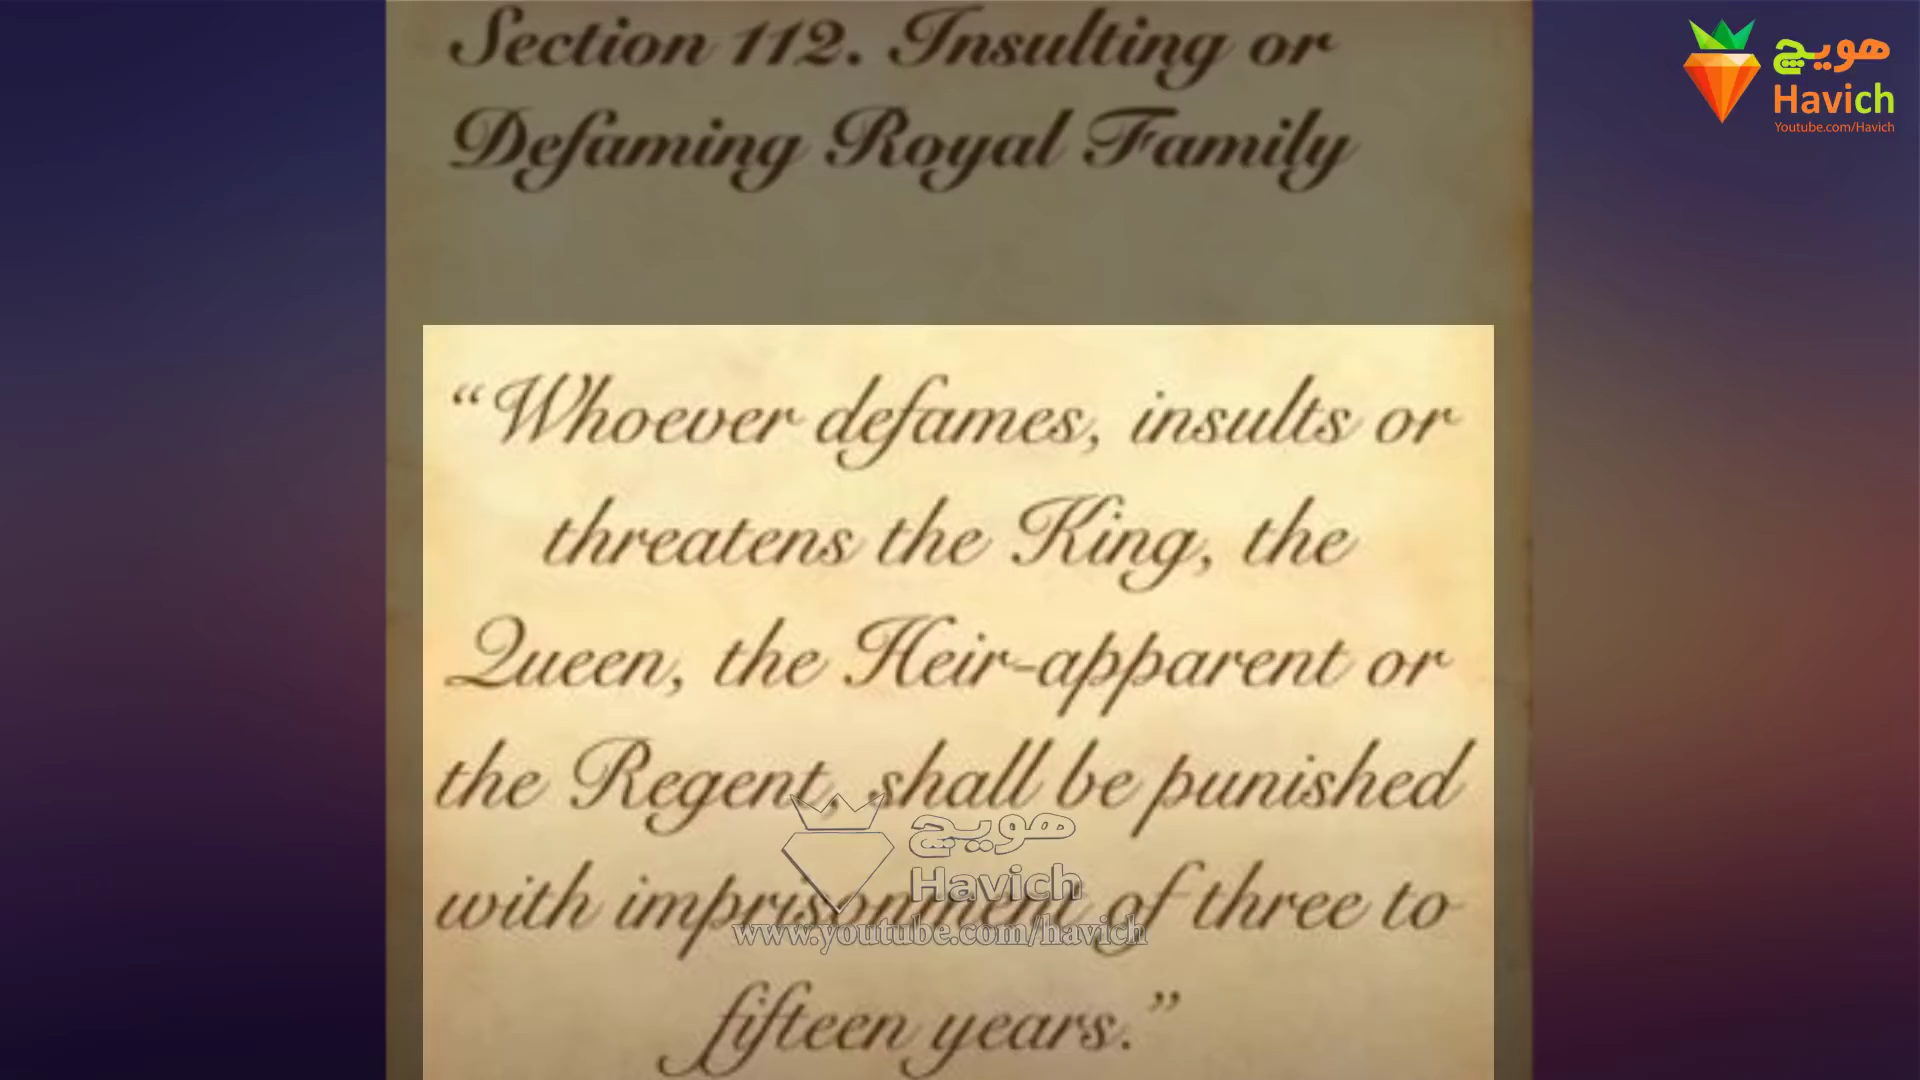 Section 112. Insulting or
Defaming Royal Family
هویچ
Havich
Youtube.com/Havich
“Whoever defames, insults or
threatens the King, the
Queen, the Heir-apparent or
the Regent, shall be punished
with imprisonment of three to
fifteen years.”
هویچ
Havich
www.youtube.com/havich